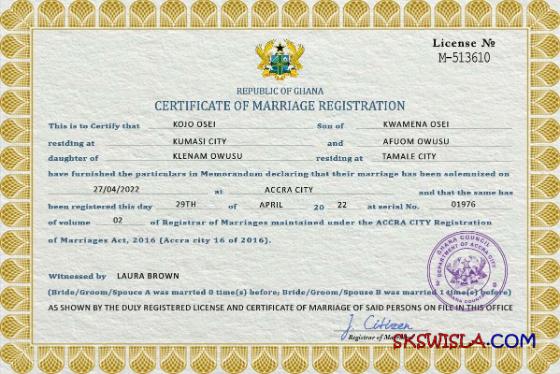 License №
M-513610
REPUBLIC OF GHANA
CERTIFICATE OF MARRIAGE REGISTRATION
This is to Certify that KOJO OSEI Son of KWAMENA OSEI
residing at KUMASI CITY and AFUOM OWUSU
daughter of KLENAM OWUSU residing at TAMALE CITY
have furnished the particulars in Memorandum declaring that their marriage has been solemnized on
27/04/2022 at ACCRA CITY and that the same has
been registered this day 29TH of APRIL 20 22 at serial No. 01976
of volume 02 of Registrar of Marriages maintained under the ACCRA CITY Registration
of Marriages Act, 2016 (Accra city 16 of 2016).
GHANA COUNCIL
DEPARTMENT OF ACCRA CITY
Witnessed by LAURA BROWN
(Bride/Groom/Spouce A was married 0 time(s) before; Bride/Groom/Spouce B was married 1 time(s) before)
AS SHOWN BY THE DULY REGISTERED LICENSE AND CERTIFICATE OF MARRIAGE OF SAID PERSONS ON FILE IN THIS OFFICE
J. Citizen
Registrar of
SKSWISLA.COM